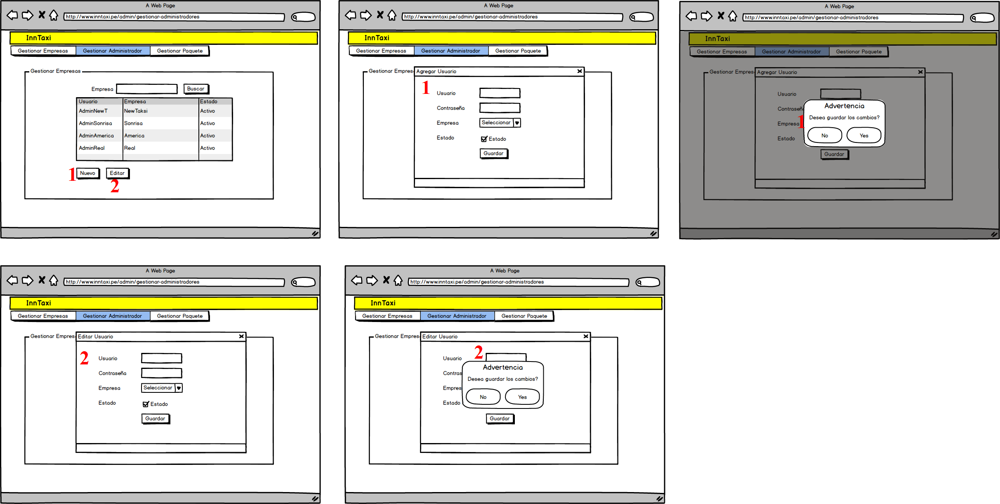 A Web Page
http://www.inntaxi.pe/admin/gestionar-administradores
InnTaxi
Gestionar Empresas Gestionar Administrador Gestionar Paquete
Gestionar Empresas
Empresa Buscar
Usuario Empresa Estado
AdminNewT NewTaksi Activo
AdminSonrisa Sonrisa Activo
AdminAmerica America Activo
AdminReal Real Activo
1 Nuevo Editar
2
A Web Page
http://www.inntaxi.pe/admin/gestionar-administradores
InnTaxi
Gestionar Empresas Gestionar Administrador Gestionar Paquete
Gestionar Empres Agregar Usuario
1
Usuario
Contraseña
Empresa Seleccionar
Estado Estado
Guardar
A Web Page
http://www.inntaxi.pe/admin/gestionar-administradores
InnTaxi
Gestionar Empresas Gestionar Administrador Gestionar Paquete
Gestionar Empres Agregar Usuario
Usuario
Advertencia
Contraseñ
Desea guardar los cambios?
Empresa 1
No Yes
Estado
Guardar
A Web Page
http://www.inntaxi.pe/admin/gestionar-administradores
InnTaxi
Gestionar Empresas Gestionar Administrador Gestionar Paquete
Gestionar Empres Editar Usuario
2
Usuario
Contraseña
Empresa Seleccionar
Estado Estado
Guardar
A Web Page
http://www.inntaxi.pe/admin/gestionar-administradores
InnTaxi
Gestionar Empresas Gestionar Administrador Gestionar Paquete
Gestionar Empres Editar Usuario
2
Usuario
Advertencia
Contras
Desea guardar los cambios?
Empres
No Yes
Estado
Guardar